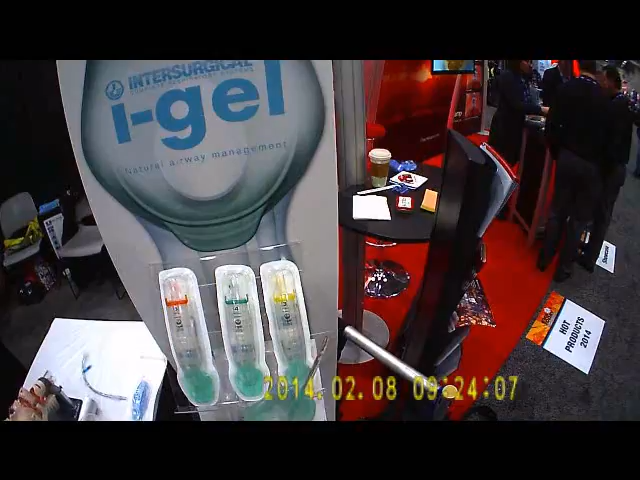 INTERSURGICAL
i-gel
Natural airway management
HOT
PRODUCTS
2014
2014.02.08 09:24:07